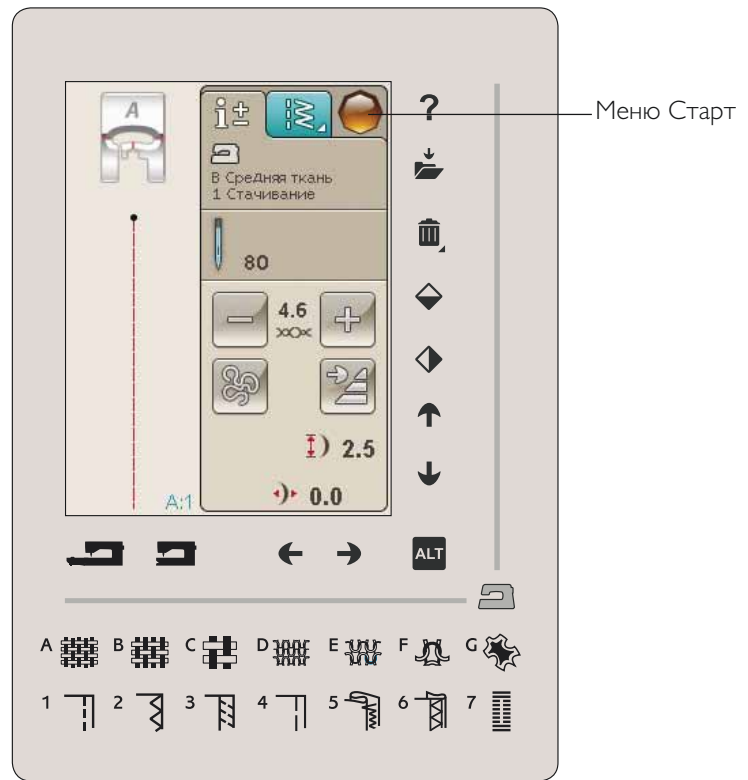 A
i±
Меню Старт
?
B Средняя ткань
1 Стачивание
80
4.6
2.5
0.0
A:1
ALT
A B C D E F G
1 2 3 4 5 6 7